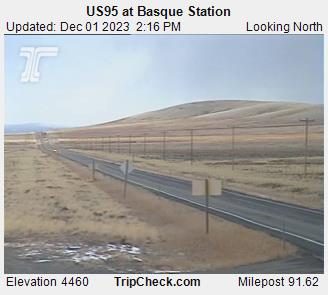 US95 at Basque Station
Updated: Dec 01 2023  2:16 PM
Looking North
Elevation 4460
TripCheck.com
Milepost 91.62